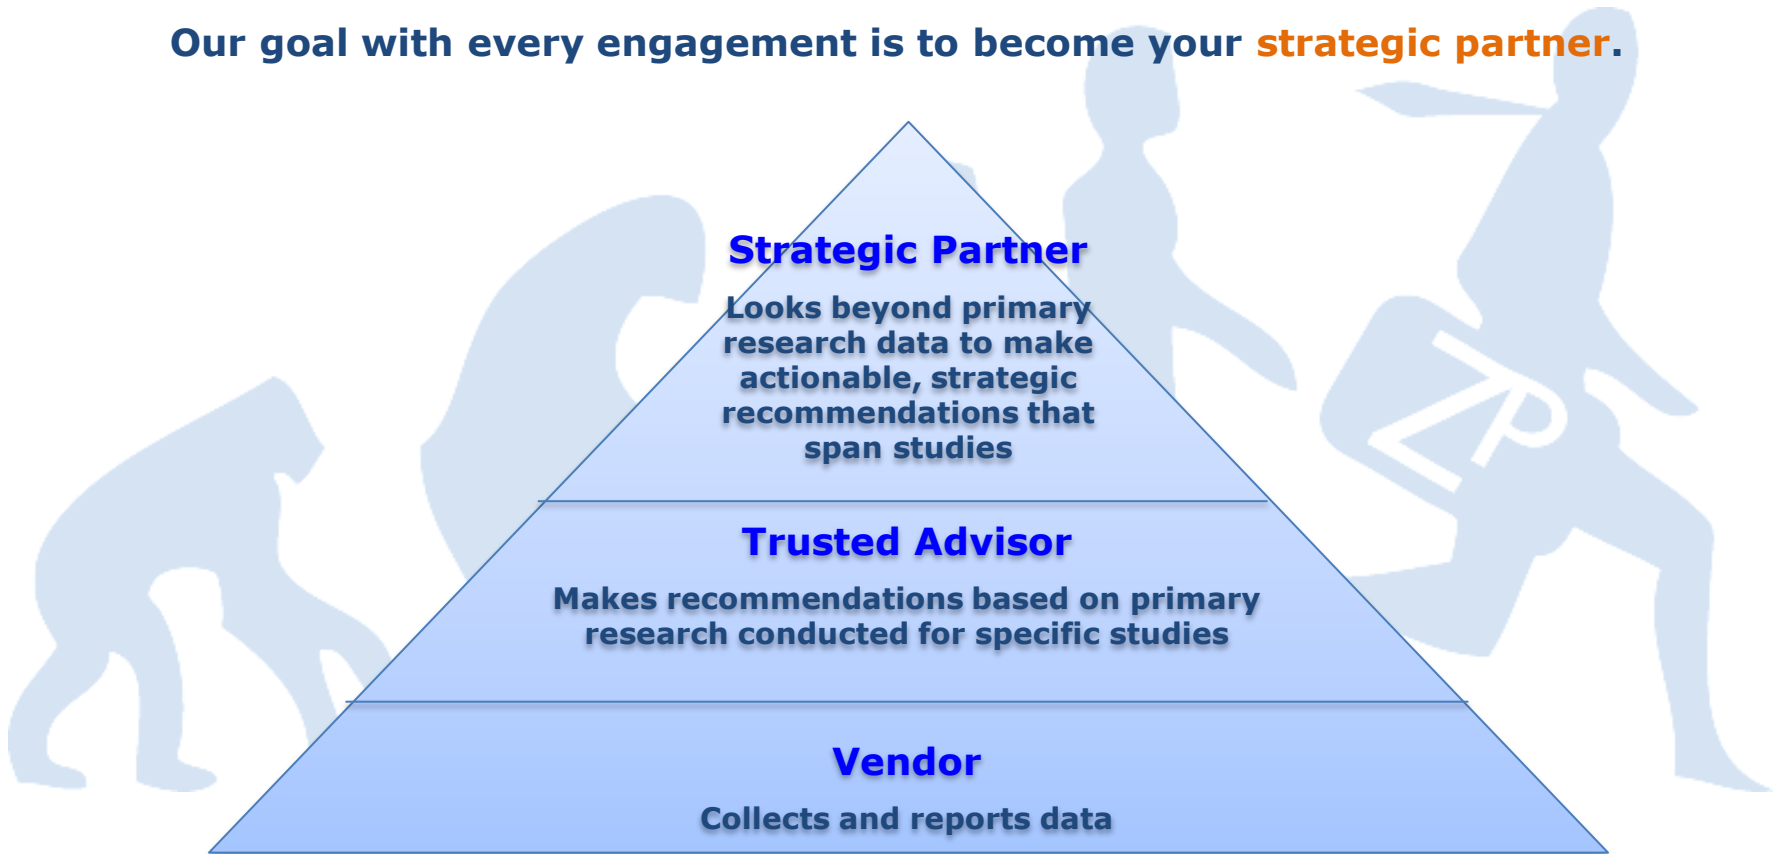 Our goal with every engagement is to become your strategic partner.
Strategic Partner
Looks beyond primary
research data to make
actionable, strategic
recommendations that
span studies
Trusted Advisor
Makes recommendations based on primary
research conducted for specific studies
Vendor
Collects and reports data